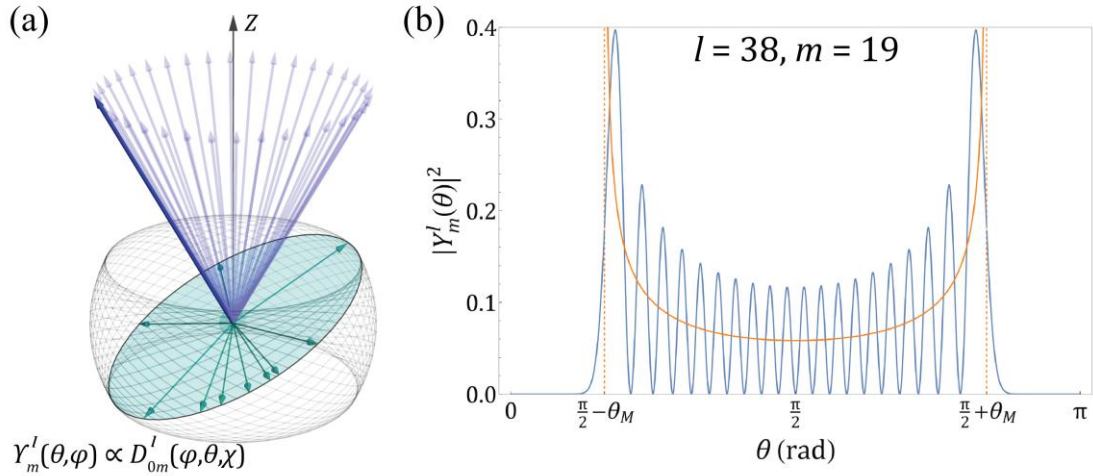 (a)
Z
Y_m^l(θ,φ) ∝ D_{0m}^l(φ,θ,χ)
(b)
l = 38, m = 19
|Y_m^l(θ)|^2
0.4
0.3
0.2
0.1
0.0
0
π/2 −θ_M
π/2
π/2 +θ_M
π
θ (rad)